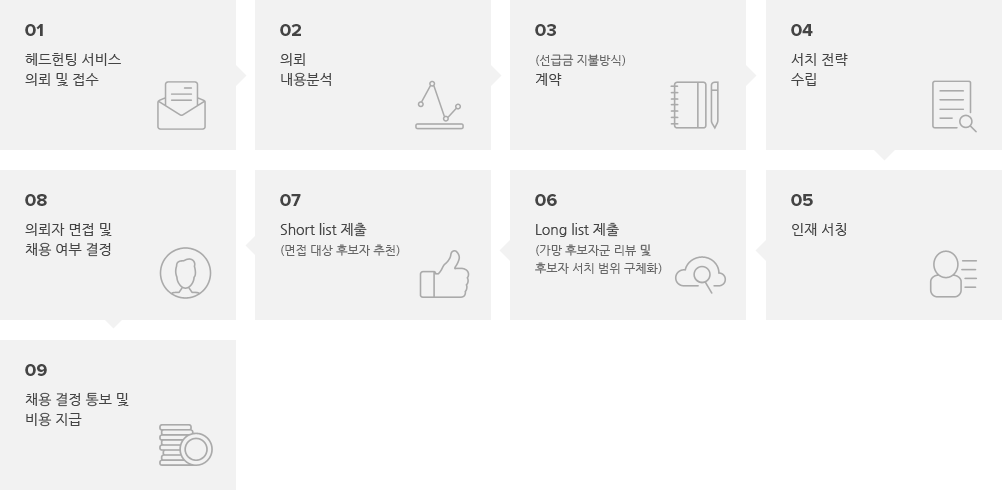 01
헤드헌팅 서비스
의뢰 및 접수
02
의뢰
내용분석
03
(선급금 지불방식)
계약
04
서치 전략
수립
05
인재 서칭
06
Long list 제출
(가망 후보자군 리뷰 및
후보자 서치 범위 구체화)
07
Short list 제출
(면접 대상 후보자 추천)
08
의뢰자 면접 및
채용 여부 결정
09
채용 결정 통보 및
비용 지급